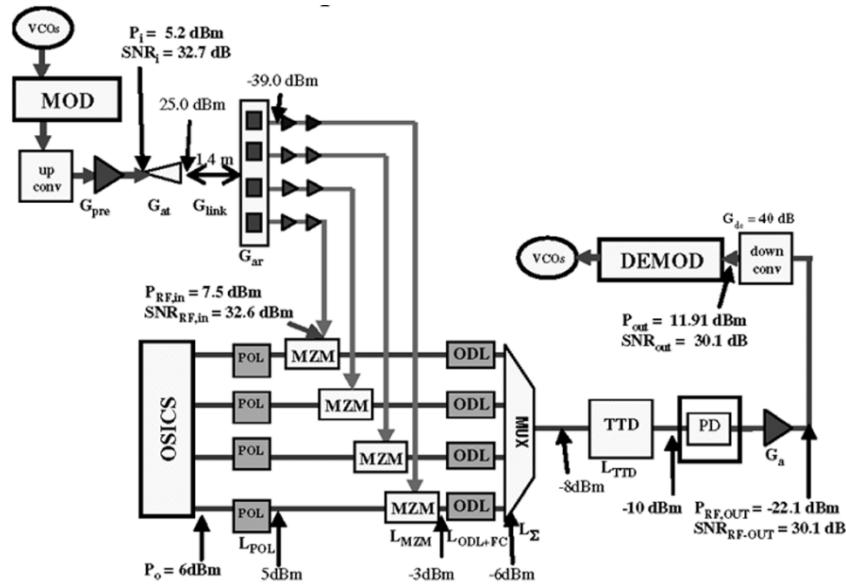 VCOs
P_i = 5.2 dBm
SNR_i = 32.7 dB
MOD
25.0 dBm
-39.0 dBm
1.4 m
up
conv
G_pre
G_at
G_link
G_ar
G_dc = 40 dB
VCOs
DEMOD
down
conv
P_RF,in = 7.5 dBm
SNR_RF,in = 32.6 dBm
P_out = 11.91 dBm
SNR_out = 30.1 dB
OSICS
POL
MZM
ODL
POL
MZM
ODL
POL
MZM
ODL
POL
MZM
ODL
MUX
TTD
PD
G_a
L_TTD
-8dBm
-10 dBm
P_RF,OUT = -22.1 dBm
SNR_RF-OUT = 30.1 dB
L_POL
L_MZM
L_ODL+FC
L_Σ
P_o = 6dBm
5dBm
-3dBm
-6dBm